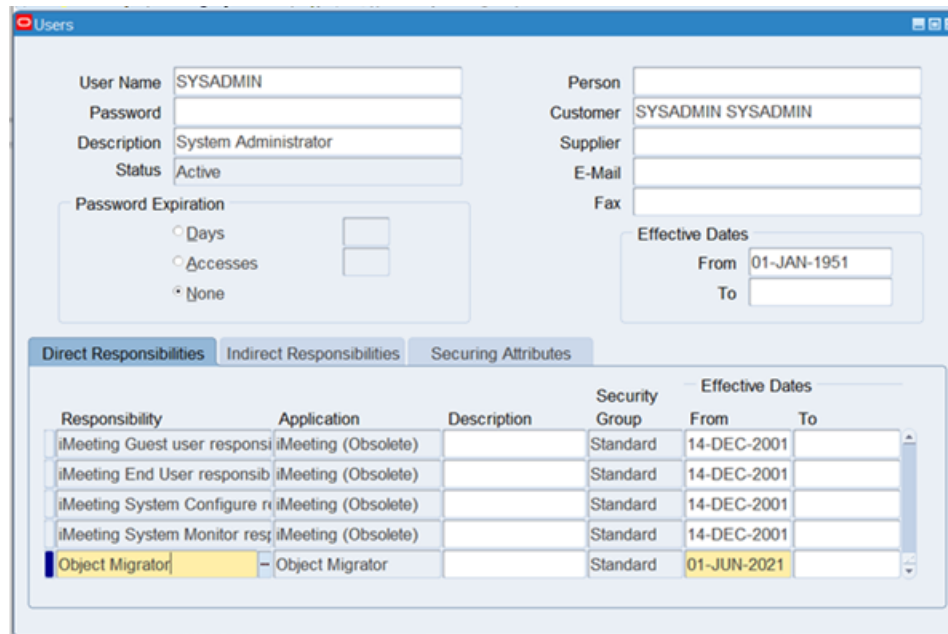 Users
User Name SYSADMIN
Password
Description System Administrator
Status Active
Person
Customer SYSADMIN SYSADMIN
Supplier
E-Mail
Fax
Password Expiration
Days
Accesses
None
Effective Dates
From 01-JAN-1951
To
Direct Responsibilities Indirect Responsibilities Securing Attributes
Effective Dates
Responsibility Application Description Security Group From To
iMeeting Guest user responsi iMeeting (Obsolete) Standard 14-DEC-2001
iMeeting End User responsib iMeeting (Obsolete) Standard 14-DEC-2001
iMeeting System Configure re iMeeting (Obsolete) Standard 14-DEC-2001
iMeeting System Monitor resp iMeeting (Obsolete) Standard 14-DEC-2001
Object Migrator Object Migrator Standard 01-JUN-2021